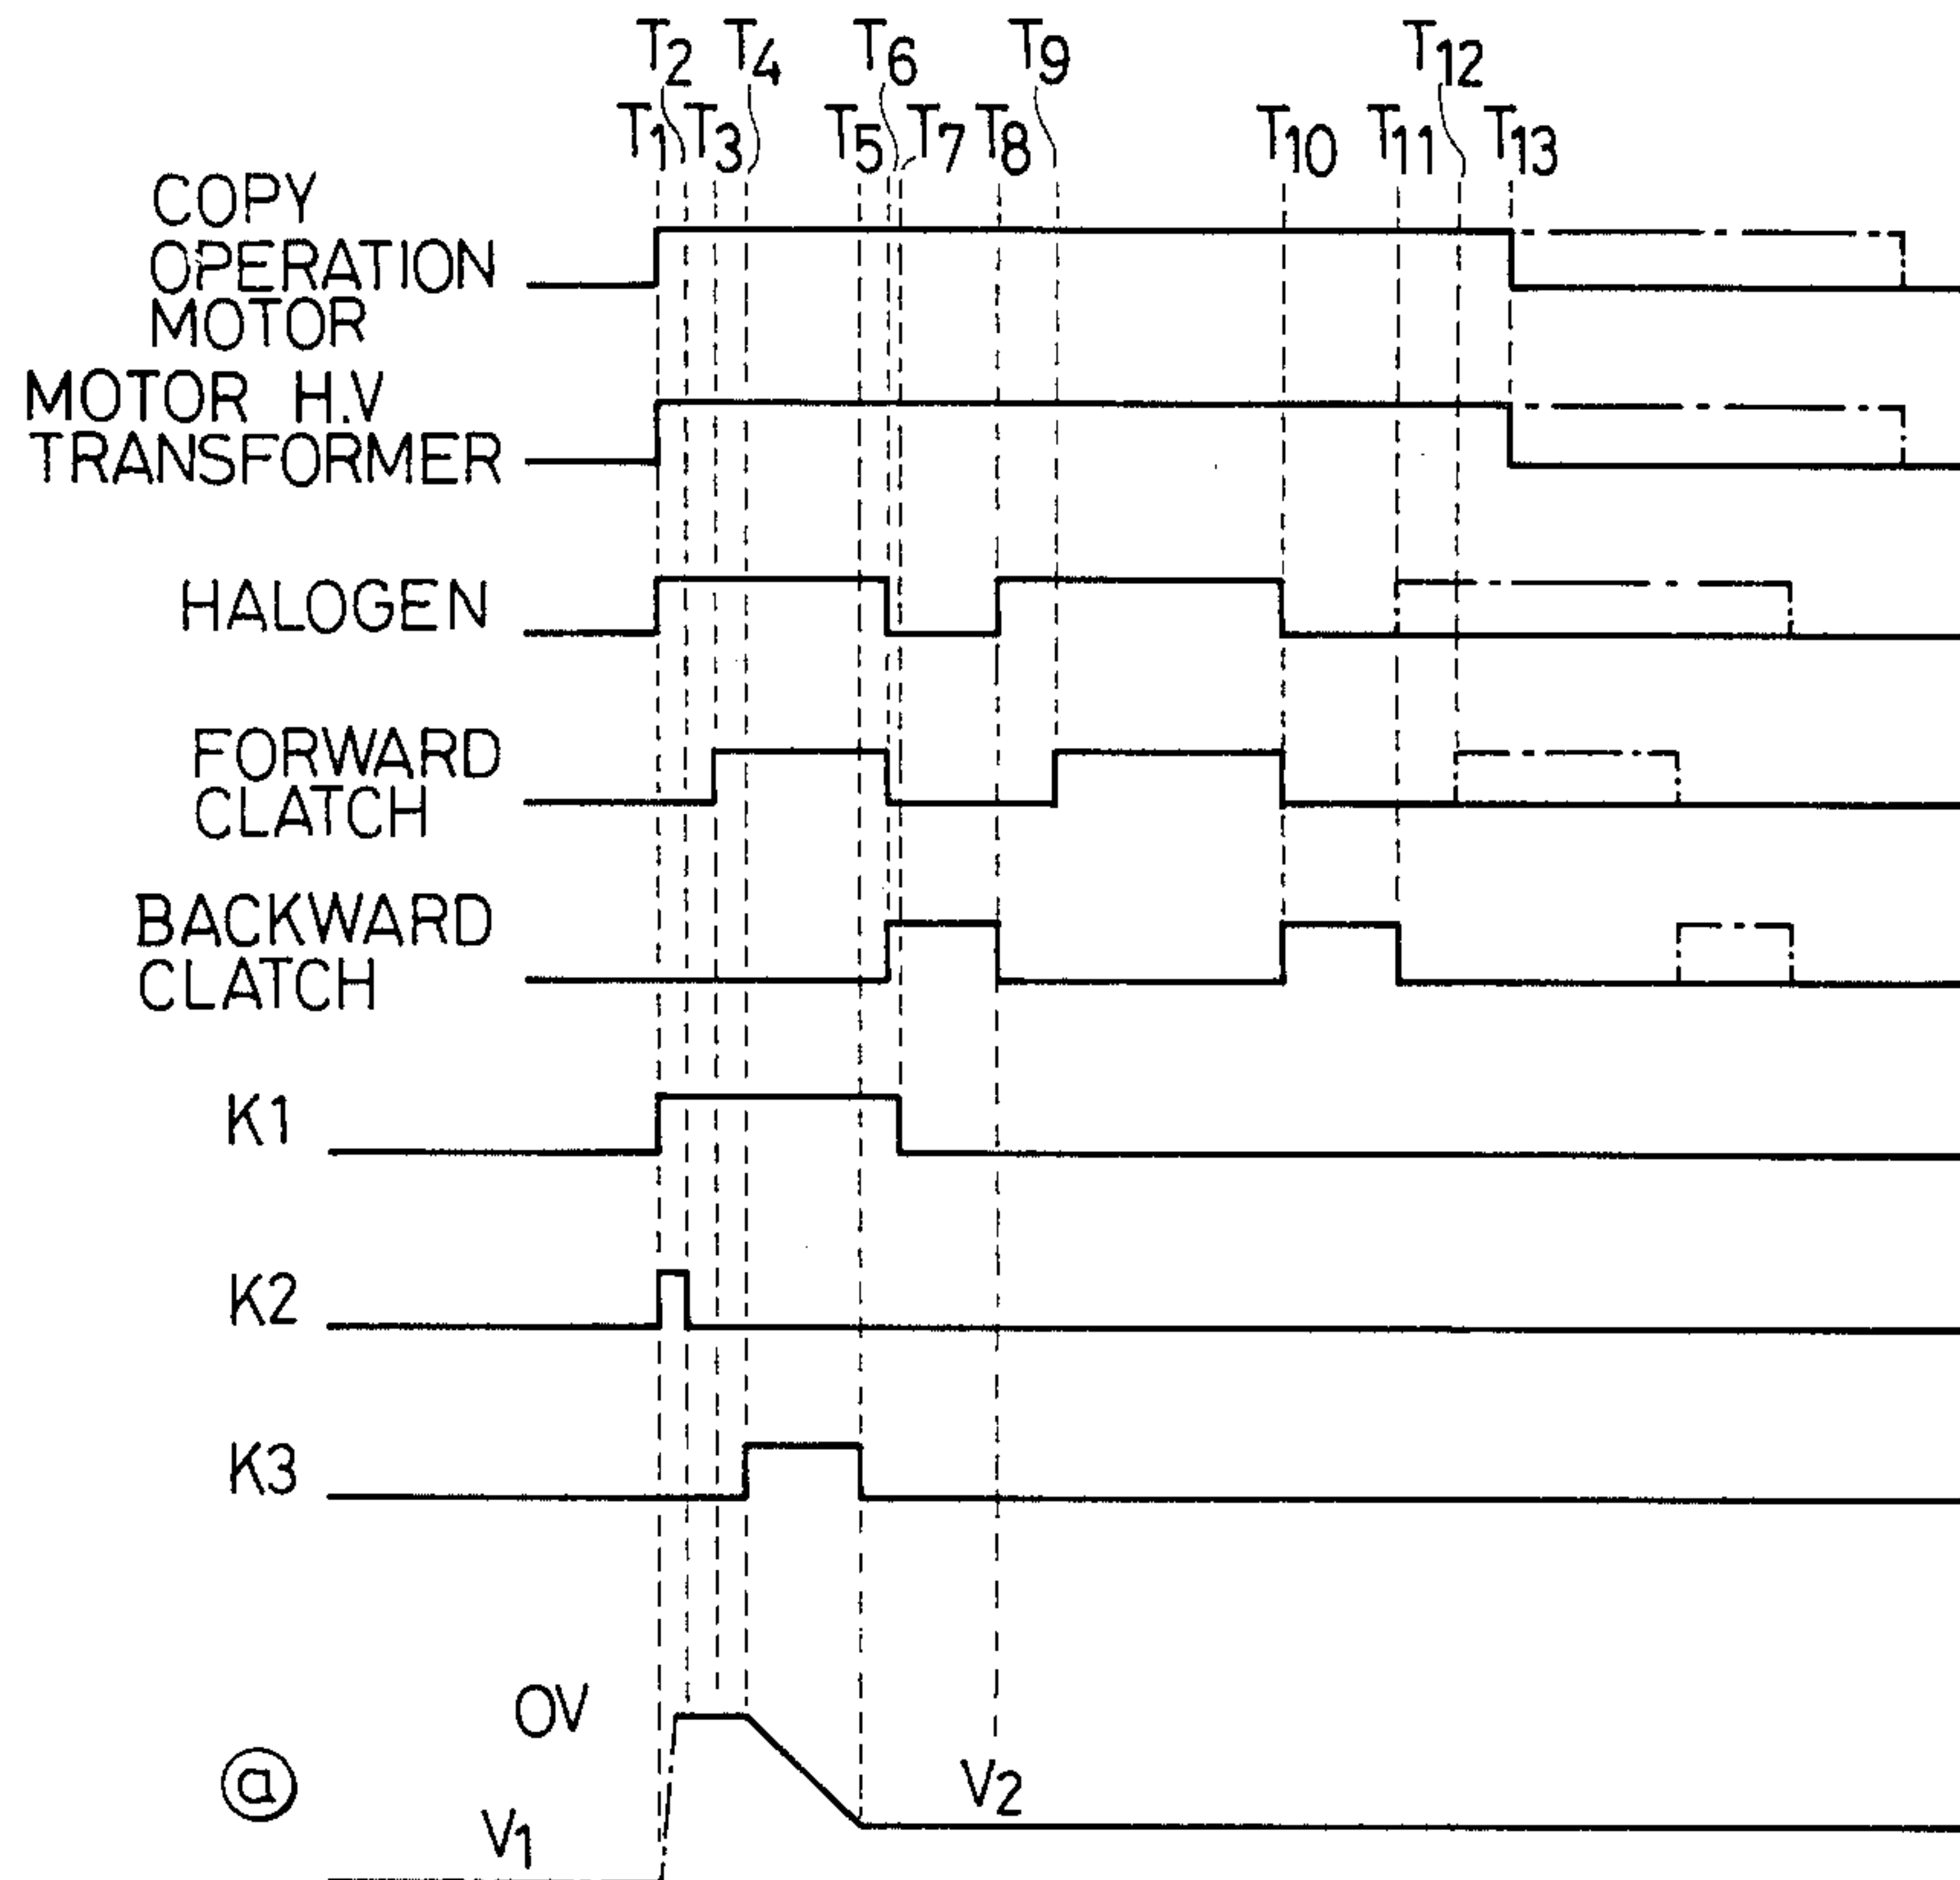 T2 T4 T6 T9 T12
T1 T3 T5 T7 T8 T10 T11 T13
COPY
OPERATION
MOTOR
MOTOR H.V
TRANSFORMER
HALOGEN
FORWARD
CLATCH
BACKWARD
CLATCH
K1
K2
K3
OV
a
V2
V1